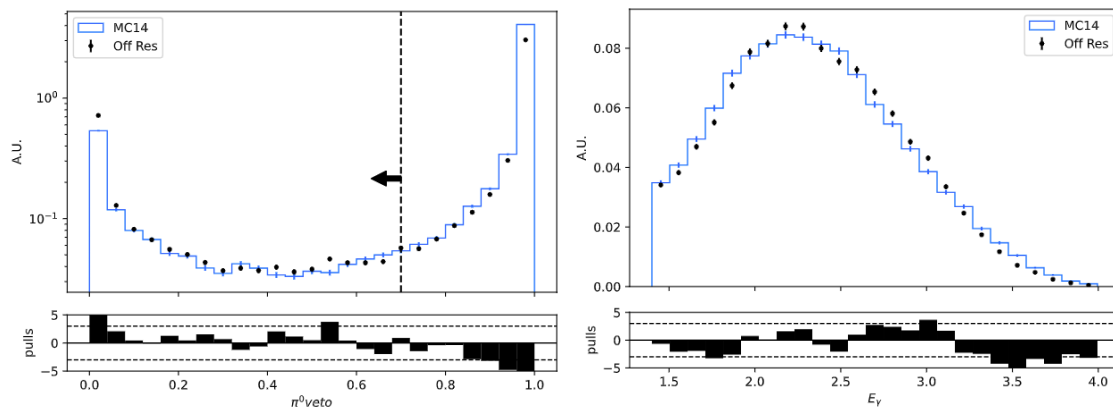 MC14
Off Res
A.U.
10⁰
10⁻¹
pulls
5
0
−5
0.0 0.2 0.4 0.6 0.8 1.0
π⁰veto
MC14
Off Res
A.U.
0.08
0.06
0.04
0.02
0.00
pulls
5
0
−5
1.5 2.0 2.5 3.0 3.5 4.0
Eγ